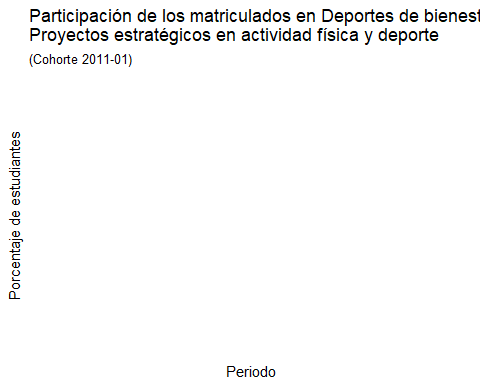 Participación de los matriculados en Deportes de bienest
Proyectos estratégicos en actividad física y deporte
(Cohorte 2011-01)
Porcentaje de estudiantes
Periodo